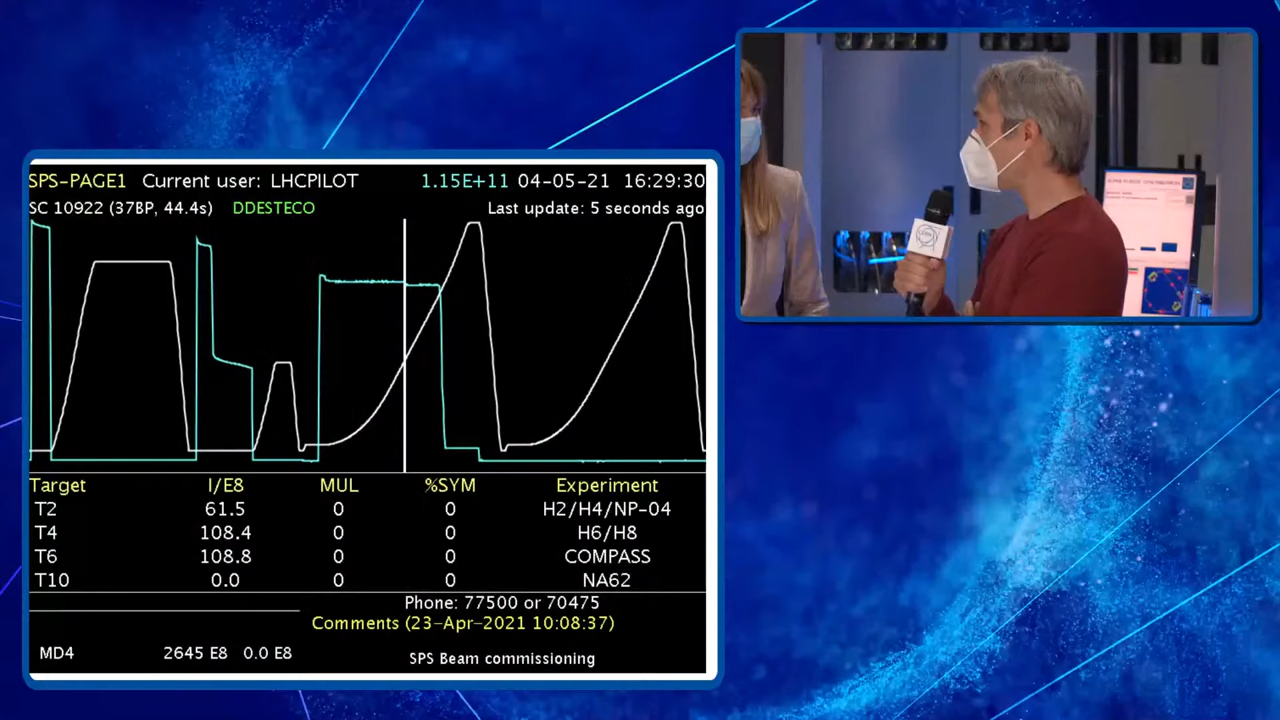 SPS-PAGE1 Current user: LHCPILOT 1.15E+11 04-05-21 16:29:30
SC 10922 (37BP, 44.4s) DDESTECO Last update: 5 seconds ago
Target I/E8 MUL %SYM Experiment
T2 61.5 0 0 H2/H4/NP-04
T4 108.4 0 0 H6/H8
T6 108.8 0 0 COMPASS
T10 0.0 0 0 NA62
Phone: 77500 or 70475
Comments (23-Apr-2021 10:08:37)
MD4 2645 E8 0.0 E8 SPS Beam commissioning